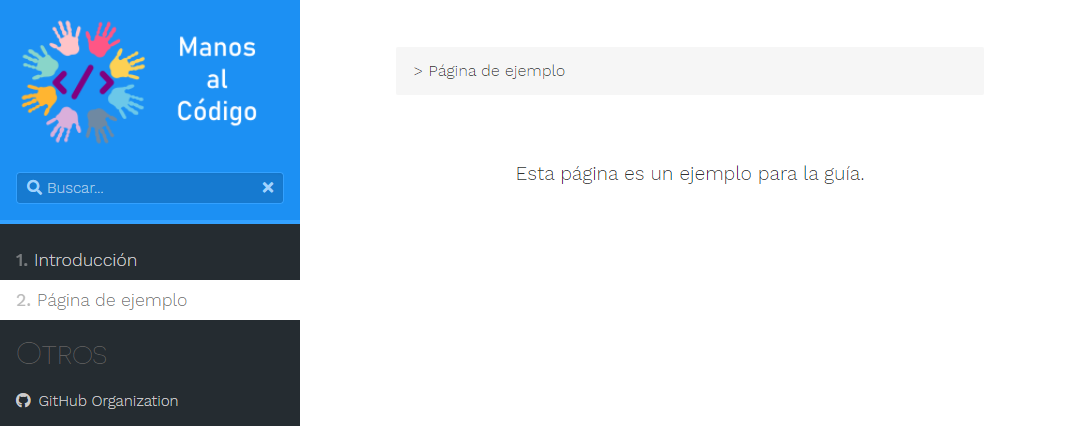 Manos
al
Código
Buscar...
1. Introducción
2. Página de ejemplo
Otros
GitHub Organization
> Página de ejemplo
Esta página es un ejemplo para la guía.